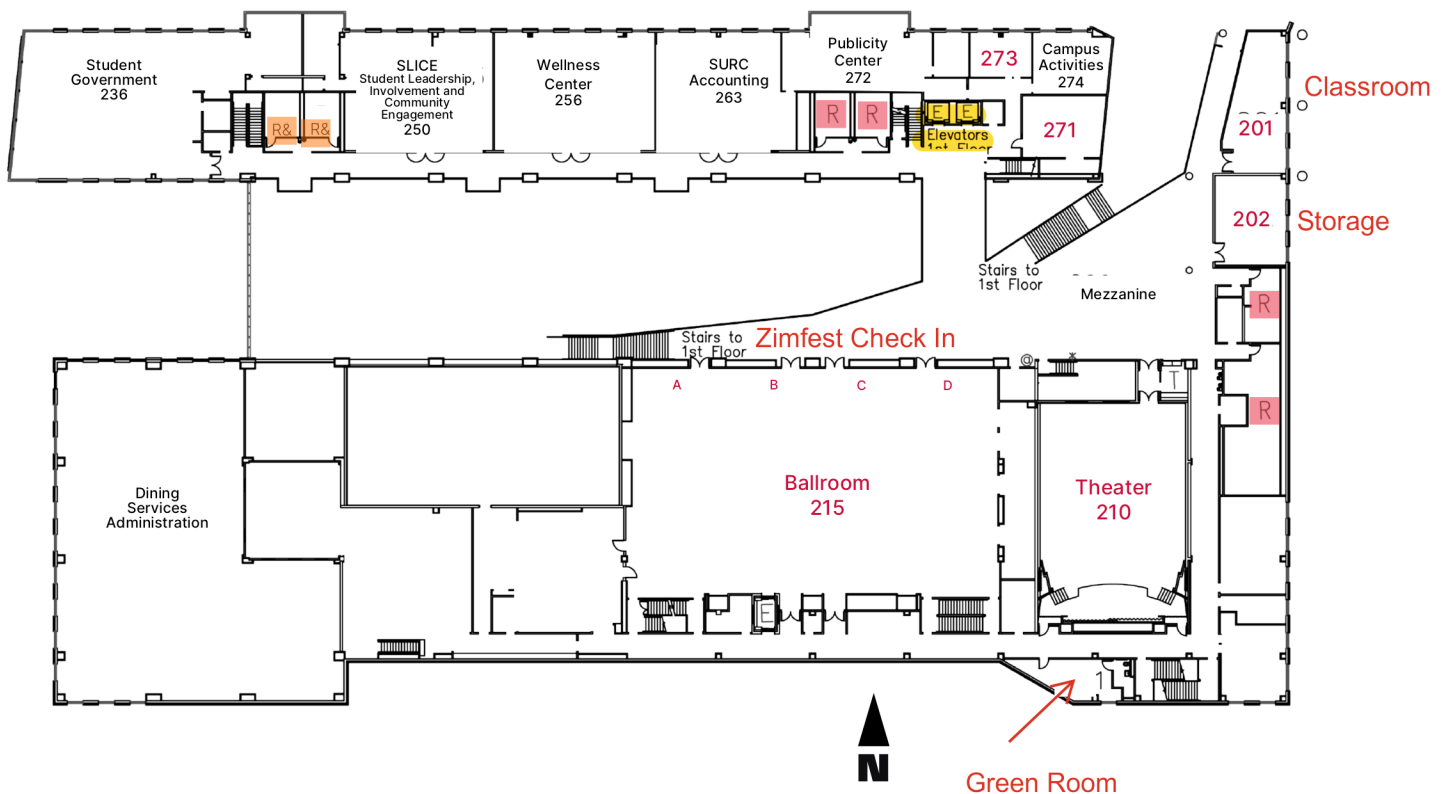 Student
Government
236
SLICE
Student Leadership,
Involvement and
Community
Engagement
250
Wellness
Center
256
SURC
Accounting
263
Publicity
Center
272
273
Campus
Activities
274
Classroom
R&
R&
R
R
E
E
Elevators
1st Floor
271
201
202
Storage
Stairs to
1st Floor
Mezzanine
R
Stairs to
1st Floor
Zimfest Check In
@
*
T
A
B
C
D
R
Ballroom
215
Theater
210
Dining
Services
Administration
E
1
N
Green Room